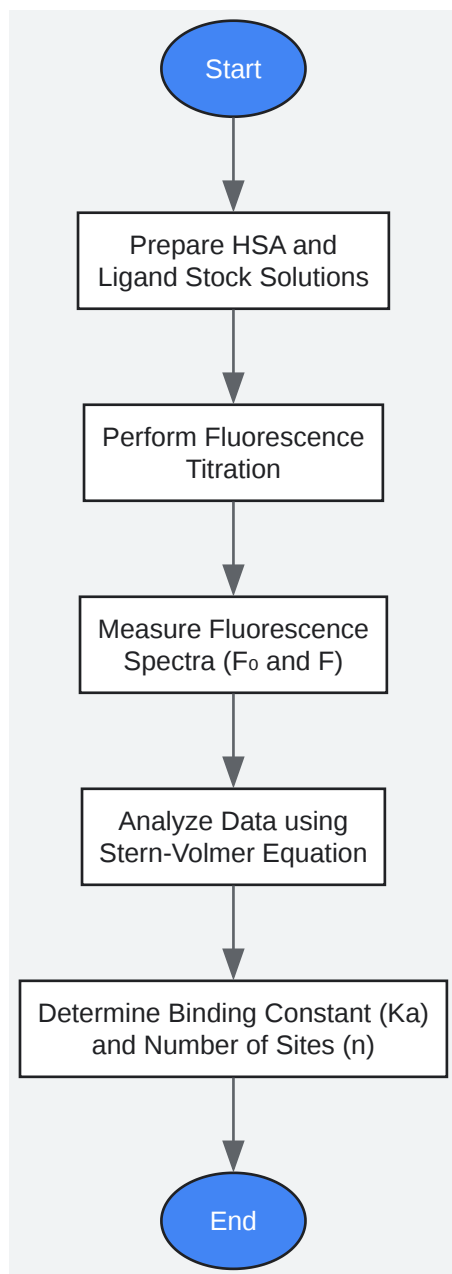 Start
Prepare HSA and
Ligand Stock Solutions
Perform Fluorescence
Titration
Measure Fluorescence
Spectra (F₀ and F)
Analyze Data using
Stern-Volmer Equation
Determine Binding Constant (Ka)
and Number of Sites (n)
End